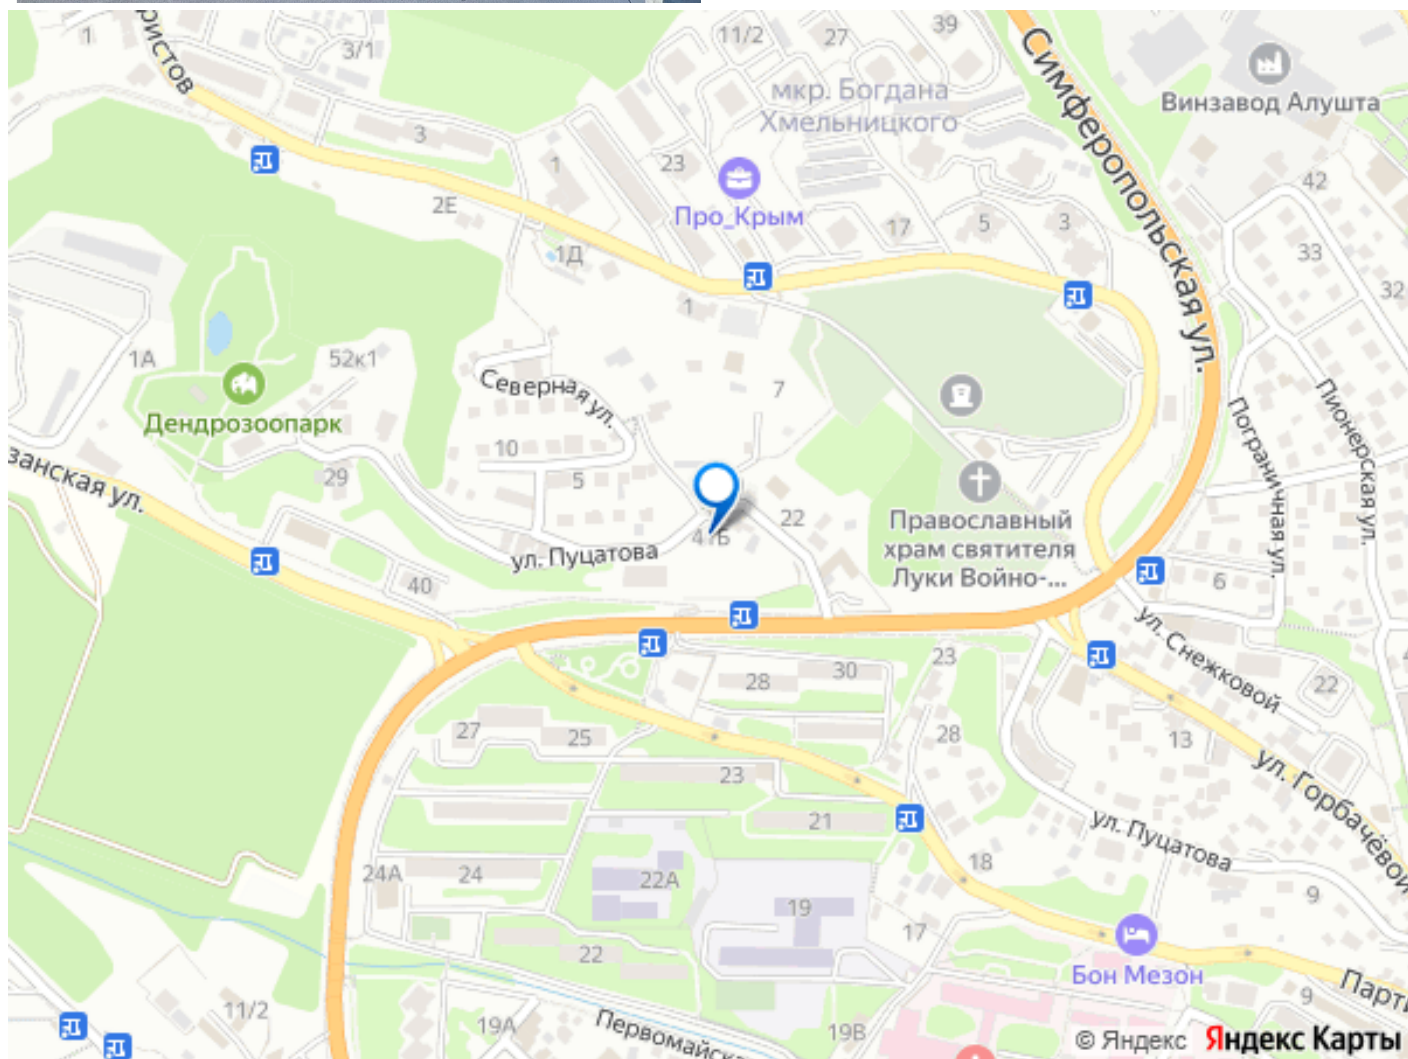 1
3/1
11/2
27
39
ристов
Симферопольская ул.
мкр. Богдана
Хмельницкого
Винзавод Алушта
3
1
23
42
2Е
Про_Крым
17
5
3
1Д
33
32
1
1А
52к1
Северная ул.
7
Дендрозоопарк
Пограничная ул.
Пионерская ул.
занская ул.
10
29
5
22
41Б
ул. Пуцатова
Православный
храм святителя
Луки Войно-...
40
6
ул. Снежковой
23
30
28
22
27
25
28
13
23
ул. Горбачёвой
21
ул. Пуцатова
18
24А
24
22А
19
9
17
22
Бон Мезон
9
Парти
11/2
19А
Первомайска
19В
© Яндекс Яндекс Карты